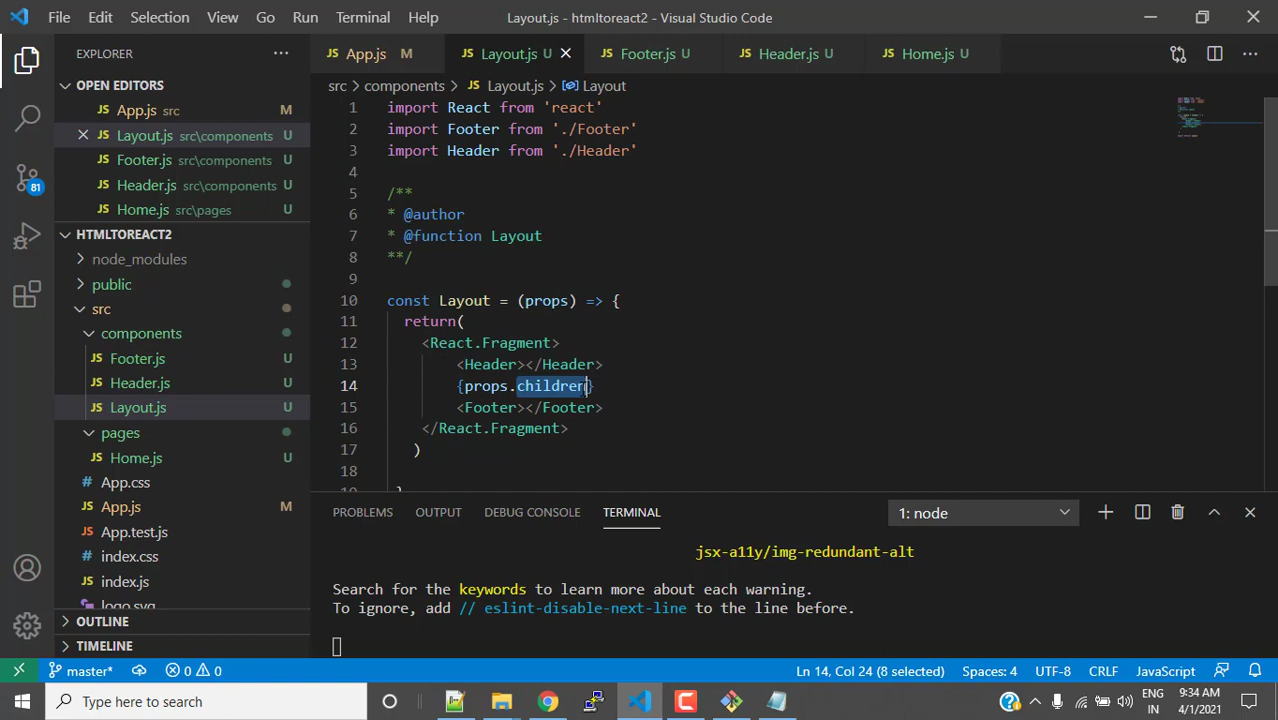 File Edit Selection View Go Run Terminal Help
Layout.js - htmltoreact2 - Visual Studio Code
EXPLORER
OPEN EDITORS
App.js src M
Layout.js src\components U
Footer.js src\components U
Header.js src\components U
Home.js src\pages U
HTMLTOREACT2
node_modules
public
src
components
Footer.js U
Header.js U
Layout.js U
pages
Home.js U
App.css
App.js M
App.test.js
index.css
index.js
logo.svg
OUTLINE
TIMELINE
81
App.js M Layout.js U Footer.js U Header.js U Home.js U
src > components > JS Layout.js > Layout
1 import React from 'react'
2 import Footer from './Footer'
3 import Header from './Header'
4
5 /**
6 * @author
7 * @function Layout
8 **/
9
10 const Layout = (props) => {
11 return(
12 <React.Fragment>
13 <Header></Header>
14 {props.children}
15 <Footer></Footer>
16 </React.Fragment>
17 )
18
PROBLEMS OUTPUT DEBUG CONSOLE TERMINAL 1: node
jsx-a11y/img-redundant-alt
Search for the keywords to learn more about each warning.
To ignore, add // eslint-disable-next-line to the line before.
master* 0 0 Ln 14, Col 24 (8 selected) Spaces: 4 UTF-8 CRLF JavaScript
Type here to search
ENG
IN
9:34 AM
4/1/2021